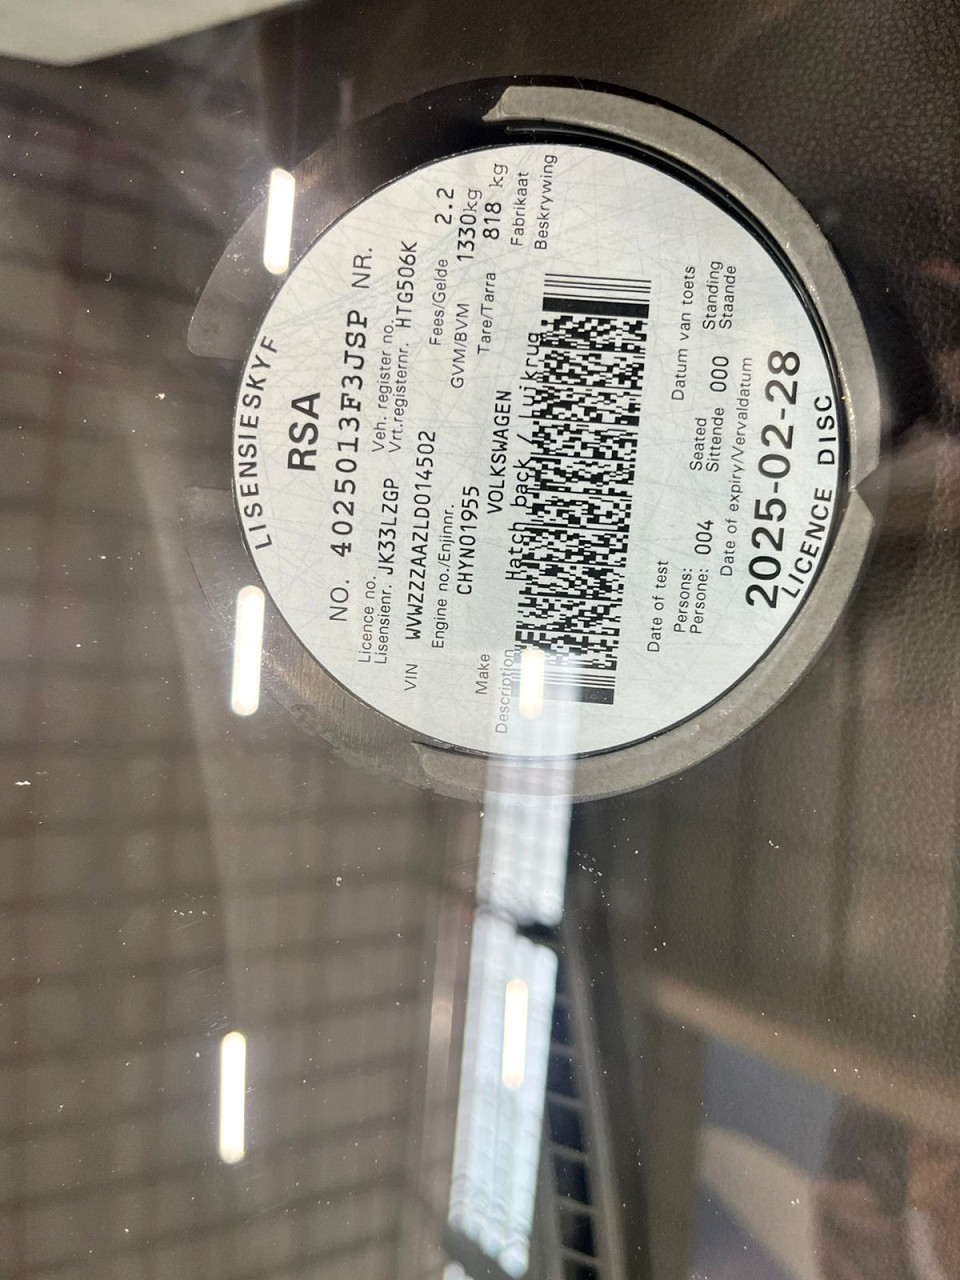 LISENSIESKYF
RSA
NO. 4025013F3JSP NR.
Licence no. Veh. register no.
Lisensienr. JK33LZGP Vrt.registernr. HTG506K
VIN WVWZZZAAZLD014502 Fees/Gelde 2.2
Engine no./Enjinnr. GVM/BVM 1330kg
CHYKN01955 Tare/Tarra 818 kg
Make VOLKSWAGEN Fabrikaat
Description Hatch back / Luikrug Beskrywing
Date of test Datum van toets
Persons: Seated Standing
Persone: 004 Sittende 000 Staande
Date of expiry/Vervaldatum
2025-02-28
LICENCE DISC